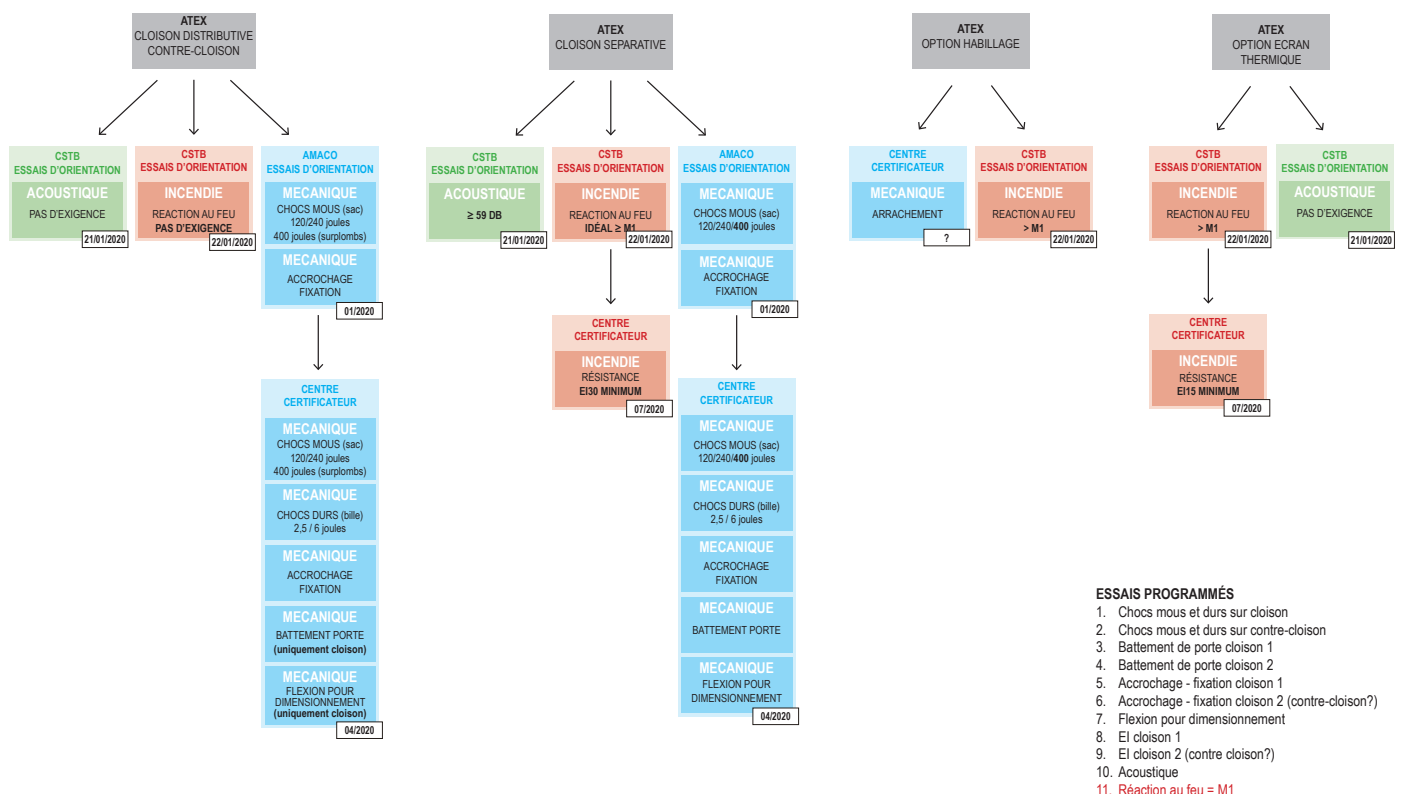 ATEX
CLOISON DISTRIBUTIVE
CONTRE-CLOISON
CSTB
ESSAIS D'ORIENTATION
ACOUSTIQUE
PAS D'EXIGENCE
21/01/2020
CSTB
ESSAIS D'ORIENTATION
INCENDIE
REACTION AU FEU
PAS D'EXIGENCE
22/01/2020
AMACO
ESSAIS D'ORIENTATION
MECANIQUE
CHOCS MOUS (sac)
120/240 joules
400 joules (surplombs)
MECANIQUE
ACCROCHAGE
FIXATION
01/2020
CENTRE
CERTIFICATEUR
MECANIQUE
CHOCS MOUS (sac)
120/240 joules
400 joules (surplombs)
MECANIQUE
CHOCS DURS (bille)
2,5 / 6 joules
MECANIQUE
ACCROCHAGE
FIXATION
MECANIQUE
BATTEMENT PORTE
(uniquement cloison)
MECANIQUE
FLEXION POUR
DIMENSIONNEMENT
(uniquement cloison)
04/2020
ATEX
CLOISON SEPARATIVE
CSTB
ESSAIS D'ORIENTATION
ACOUSTIQUE
≥ 59 DB
21/01/2020
CSTB
ESSAIS D'ORIENTATION
INCENDIE
REACTION AU FEU
IDÉAL ≥ M1
22/01/2020
CENTRE
CERTIFICATEUR
INCENDIE
RÉSISTANCE
EI30 MINIMUM
07/2020
AMACO
ESSAIS D'ORIENTATION
MECANIQUE
CHOCS MOUS (sac)
120/240/400 joules
MECANIQUE
ACCROCHAGE
FIXATION
01/2020
CENTRE
CERTIFICATEUR
MECANIQUE
CHOCS MOUS (sac)
120/240/400 joules
MECANIQUE
CHOCS DURS (bille)
2,5 / 6 joules
MECANIQUE
ACCROCHAGE
FIXATION
MECANIQUE
BATTEMENT PORTE
MECANIQUE
FLEXION POUR
DIMENSIONNEMENT
04/2020
ATEX
OPTION HABILLAGE
CENTRE
CERTIFICATEUR
MECANIQUE
ARRACHEMENT
?
CSTB
ESSAIS D'ORIENTATION
INCENDIE
REACTION AU FEU
> M1
22/01/2020
ATEX
OPTION ECRAN
THERMIQUE
CSTB
ESSAIS D'ORIENTATION
INCENDIE
REACTION AU FEU
> M1
22/01/2020
CENTRE
CERTIFICATEUR
INCENDIE
RÉSISTANCE
EI15 MINIMUM
07/2020
CSTB
ESSAIS D'ORIENTATION
ACOUSTIQUE
PAS D'EXIGENCE
21/01/2020
ESSAIS PROGRAMMÉS
1. Chocs mous et durs sur cloison
2. Chocs mous et durs sur contre-cloison
3. Battement de porte cloison 1
4. Battement de porte cloison 2
5. Accrochage - fixation cloison 1
6. Accrochage - fixation cloison 2 (contre-cloison?)
7. Flexion pour dimensionnement
8. EI cloison 1
9. EI cloison 2 (contre cloison?)
10. Acoustique
11. Réaction au feu = M1